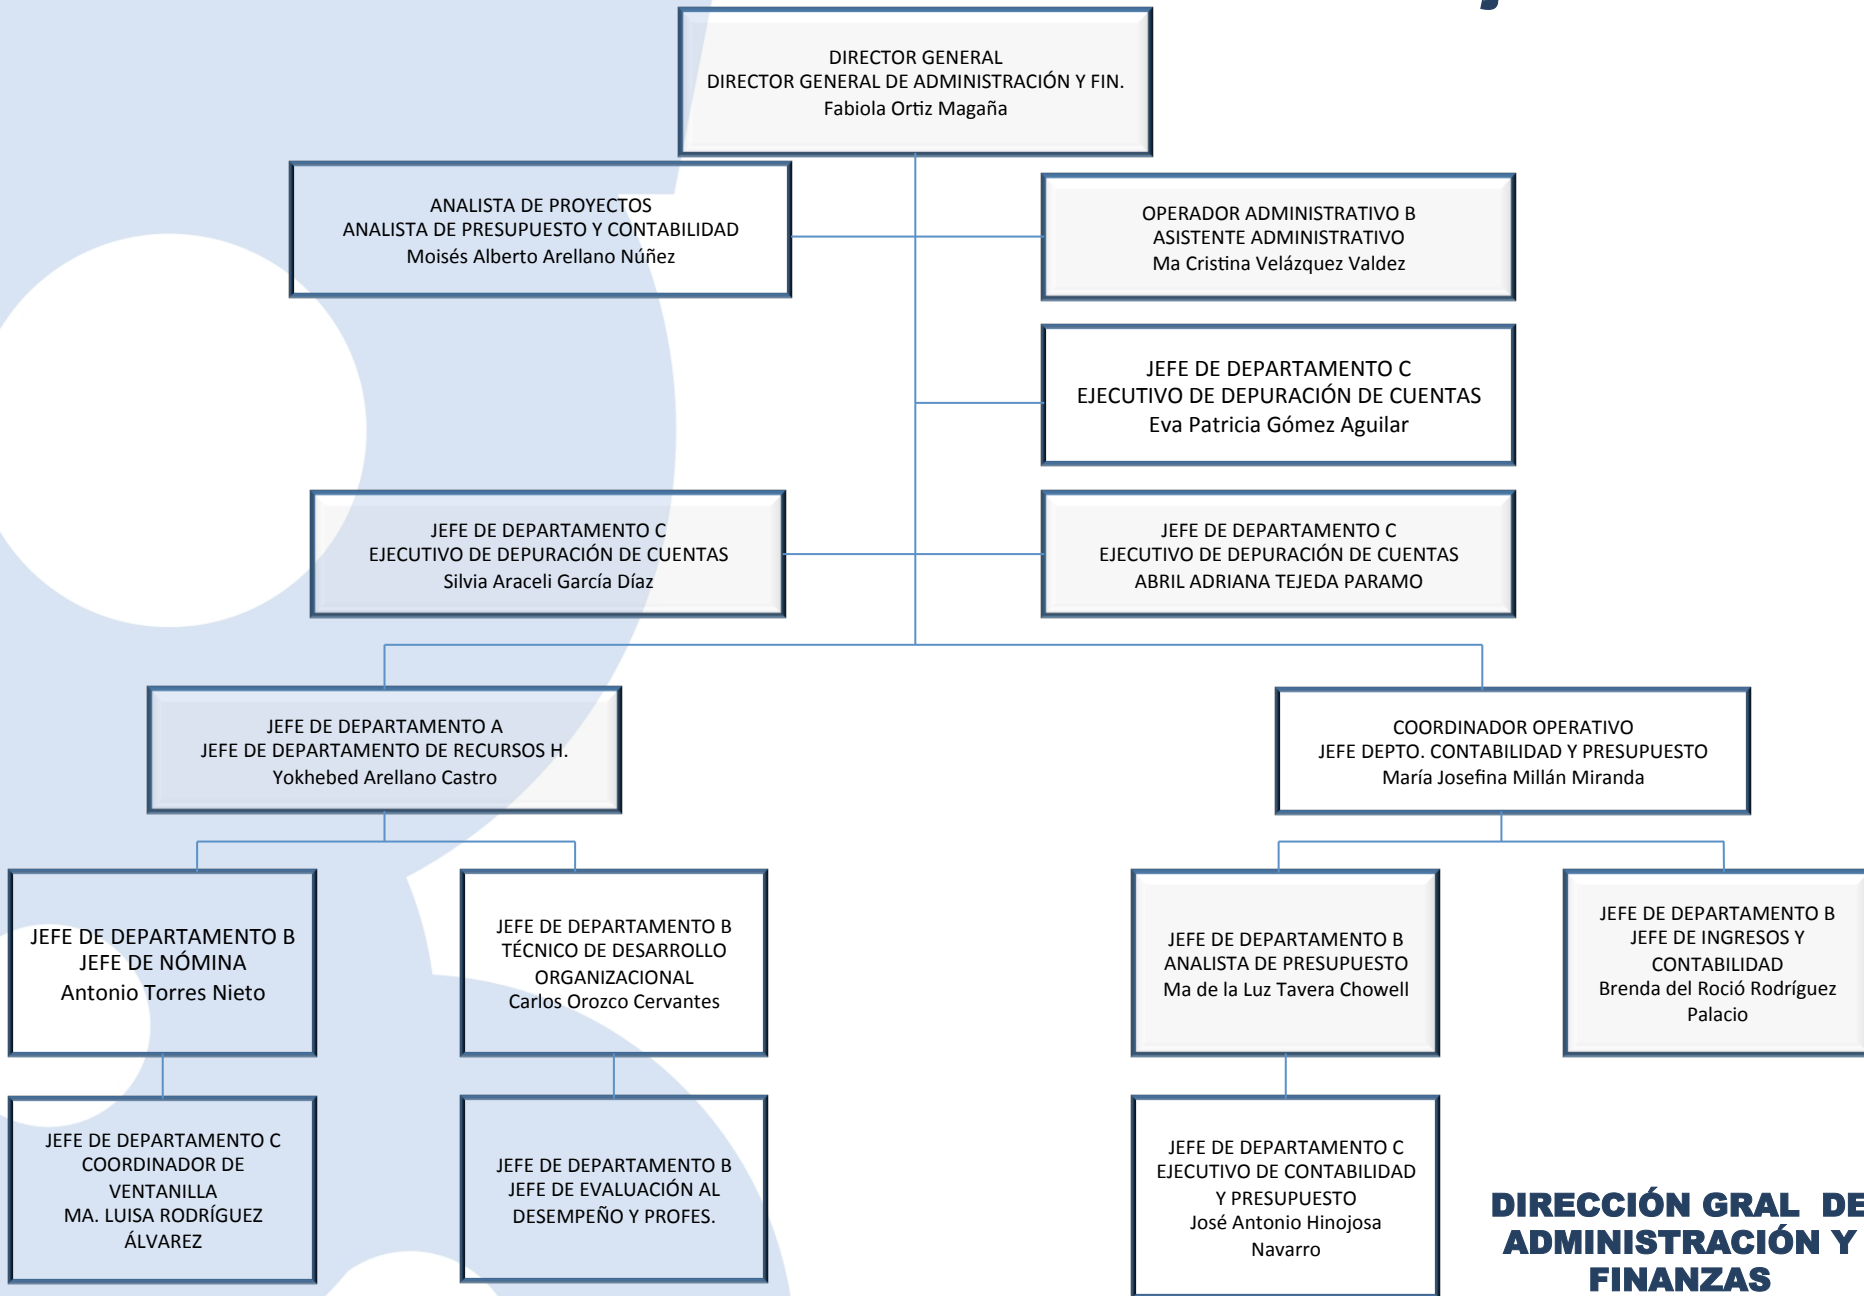 DIRECTOR GENERAL
DIRECTOR GENERAL DE ADMINISTRACIÓN Y FIN.
Fabiola Ortiz Magaña
ANALISTA DE PROYECTOS
ANALISTA DE PRESUPUESTO Y CONTABILIDAD
Moisés Alberto Arellano Núñez
OPERADOR ADMINISTRATIVO B
ASISTENTE ADMINISTRATIVO
Ma Cristina Velázquez Valdez
JEFE DE DEPARTAMENTO C
EJECUTIVO DE DEPURACIÓN DE CUENTAS
Eva Patricia Gómez Aguilar
JEFE DE DEPARTAMENTO C
EJECUTIVO DE DEPURACIÓN DE CUENTAS
Silvia Araceli García Díaz
JEFE DE DEPARTAMENTO C
EJECUTIVO DE DEPURACIÓN DE CUENTAS
ABRIL ADRIANA TEJEDA PARAMO
JEFE DE DEPARTAMENTO A
JEFE DE DEPARTAMENTO DE RECURSOS H.
Yokhebed Arellano Castro
COORDINADOR OPERATIVO
JEFE DEPTO. CONTABILIDAD Y PRESUPUESTO
María Josefina Millán Miranda
JEFE DE DEPARTAMENTO B
JEFE DE NÓMINA
Antonio Torres Nieto
JEFE DE DEPARTAMENTO B
TÉCNICO DE DESARROLLO
ORGANIZACIONAL
Carlos Orozco Cervantes
JEFE DE DEPARTAMENTO B
ANALISTA DE PRESUPUESTO
Ma de la Luz Tavera Chowell
JEFE DE DEPARTAMENTO B
JEFE DE INGRESOS Y
CONTABILIDAD
Brenda del Roció Rodríguez
Palacio
JEFE DE DEPARTAMENTO C
COORDINADOR DE
VENTANILLA
MA. LUISA RODRÍGUEZ
ÁLVAREZ
JEFE DE DEPARTAMENTO B
JEFE DE EVALUACIÓN AL
DESEMPEÑO Y PROFES.
JEFE DE DEPARTAMENTO C
EJECUTIVO DE CONTABILIDAD
Y PRESUPUESTO
José Antonio Hinojosa
Navarro
DIRECCIÓN GRAL DE
ADMINISTRACIÓN Y
FINANZAS